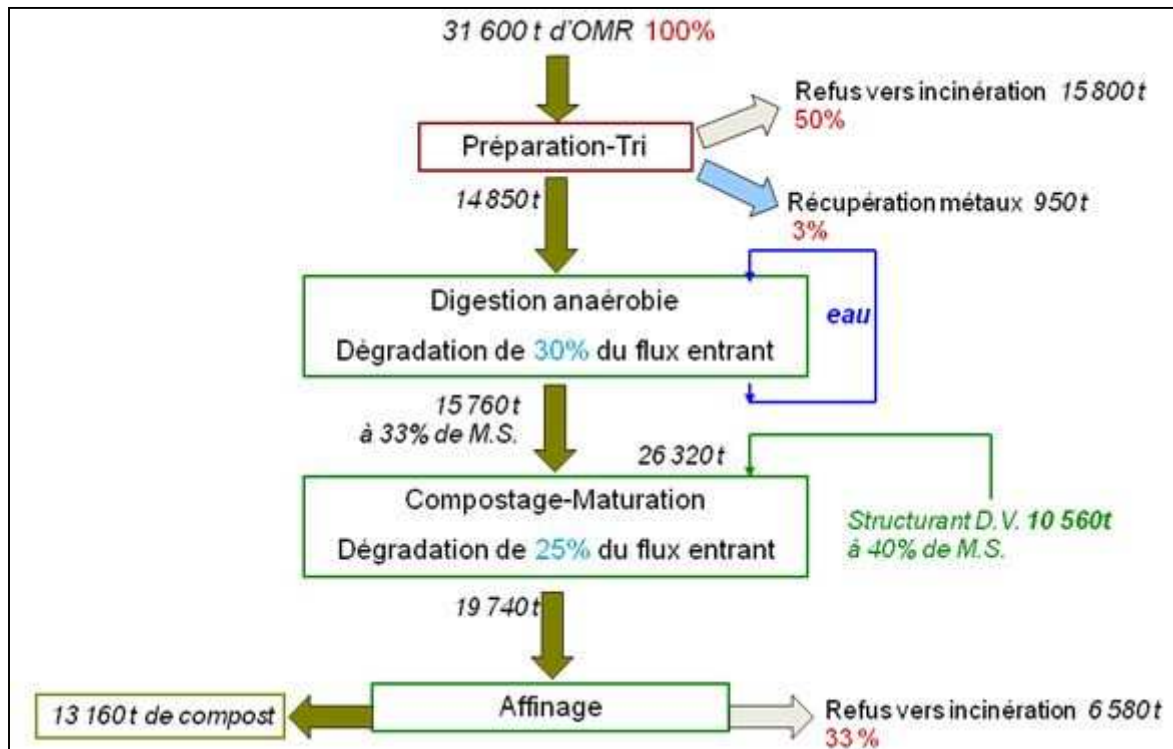 31 600 t d'OMR 100%
Refus vers incinération 15 800 t
50%
Préparation-Tri
14 850 t
Récupération métaux 950 t
3%
Digestion anaérobie
eau
Dégradation de 30% du flux entrant
15 760 t
à 33% de M.S.
26 320 t
Compostage-Maturation
Structurant D.V. 10 560t
à 40% de M.S.
Dégradation de 25% du flux entrant
19 740 t
13 160 t de compost
Affinage
Refus vers incinération 6 580 t
33 %